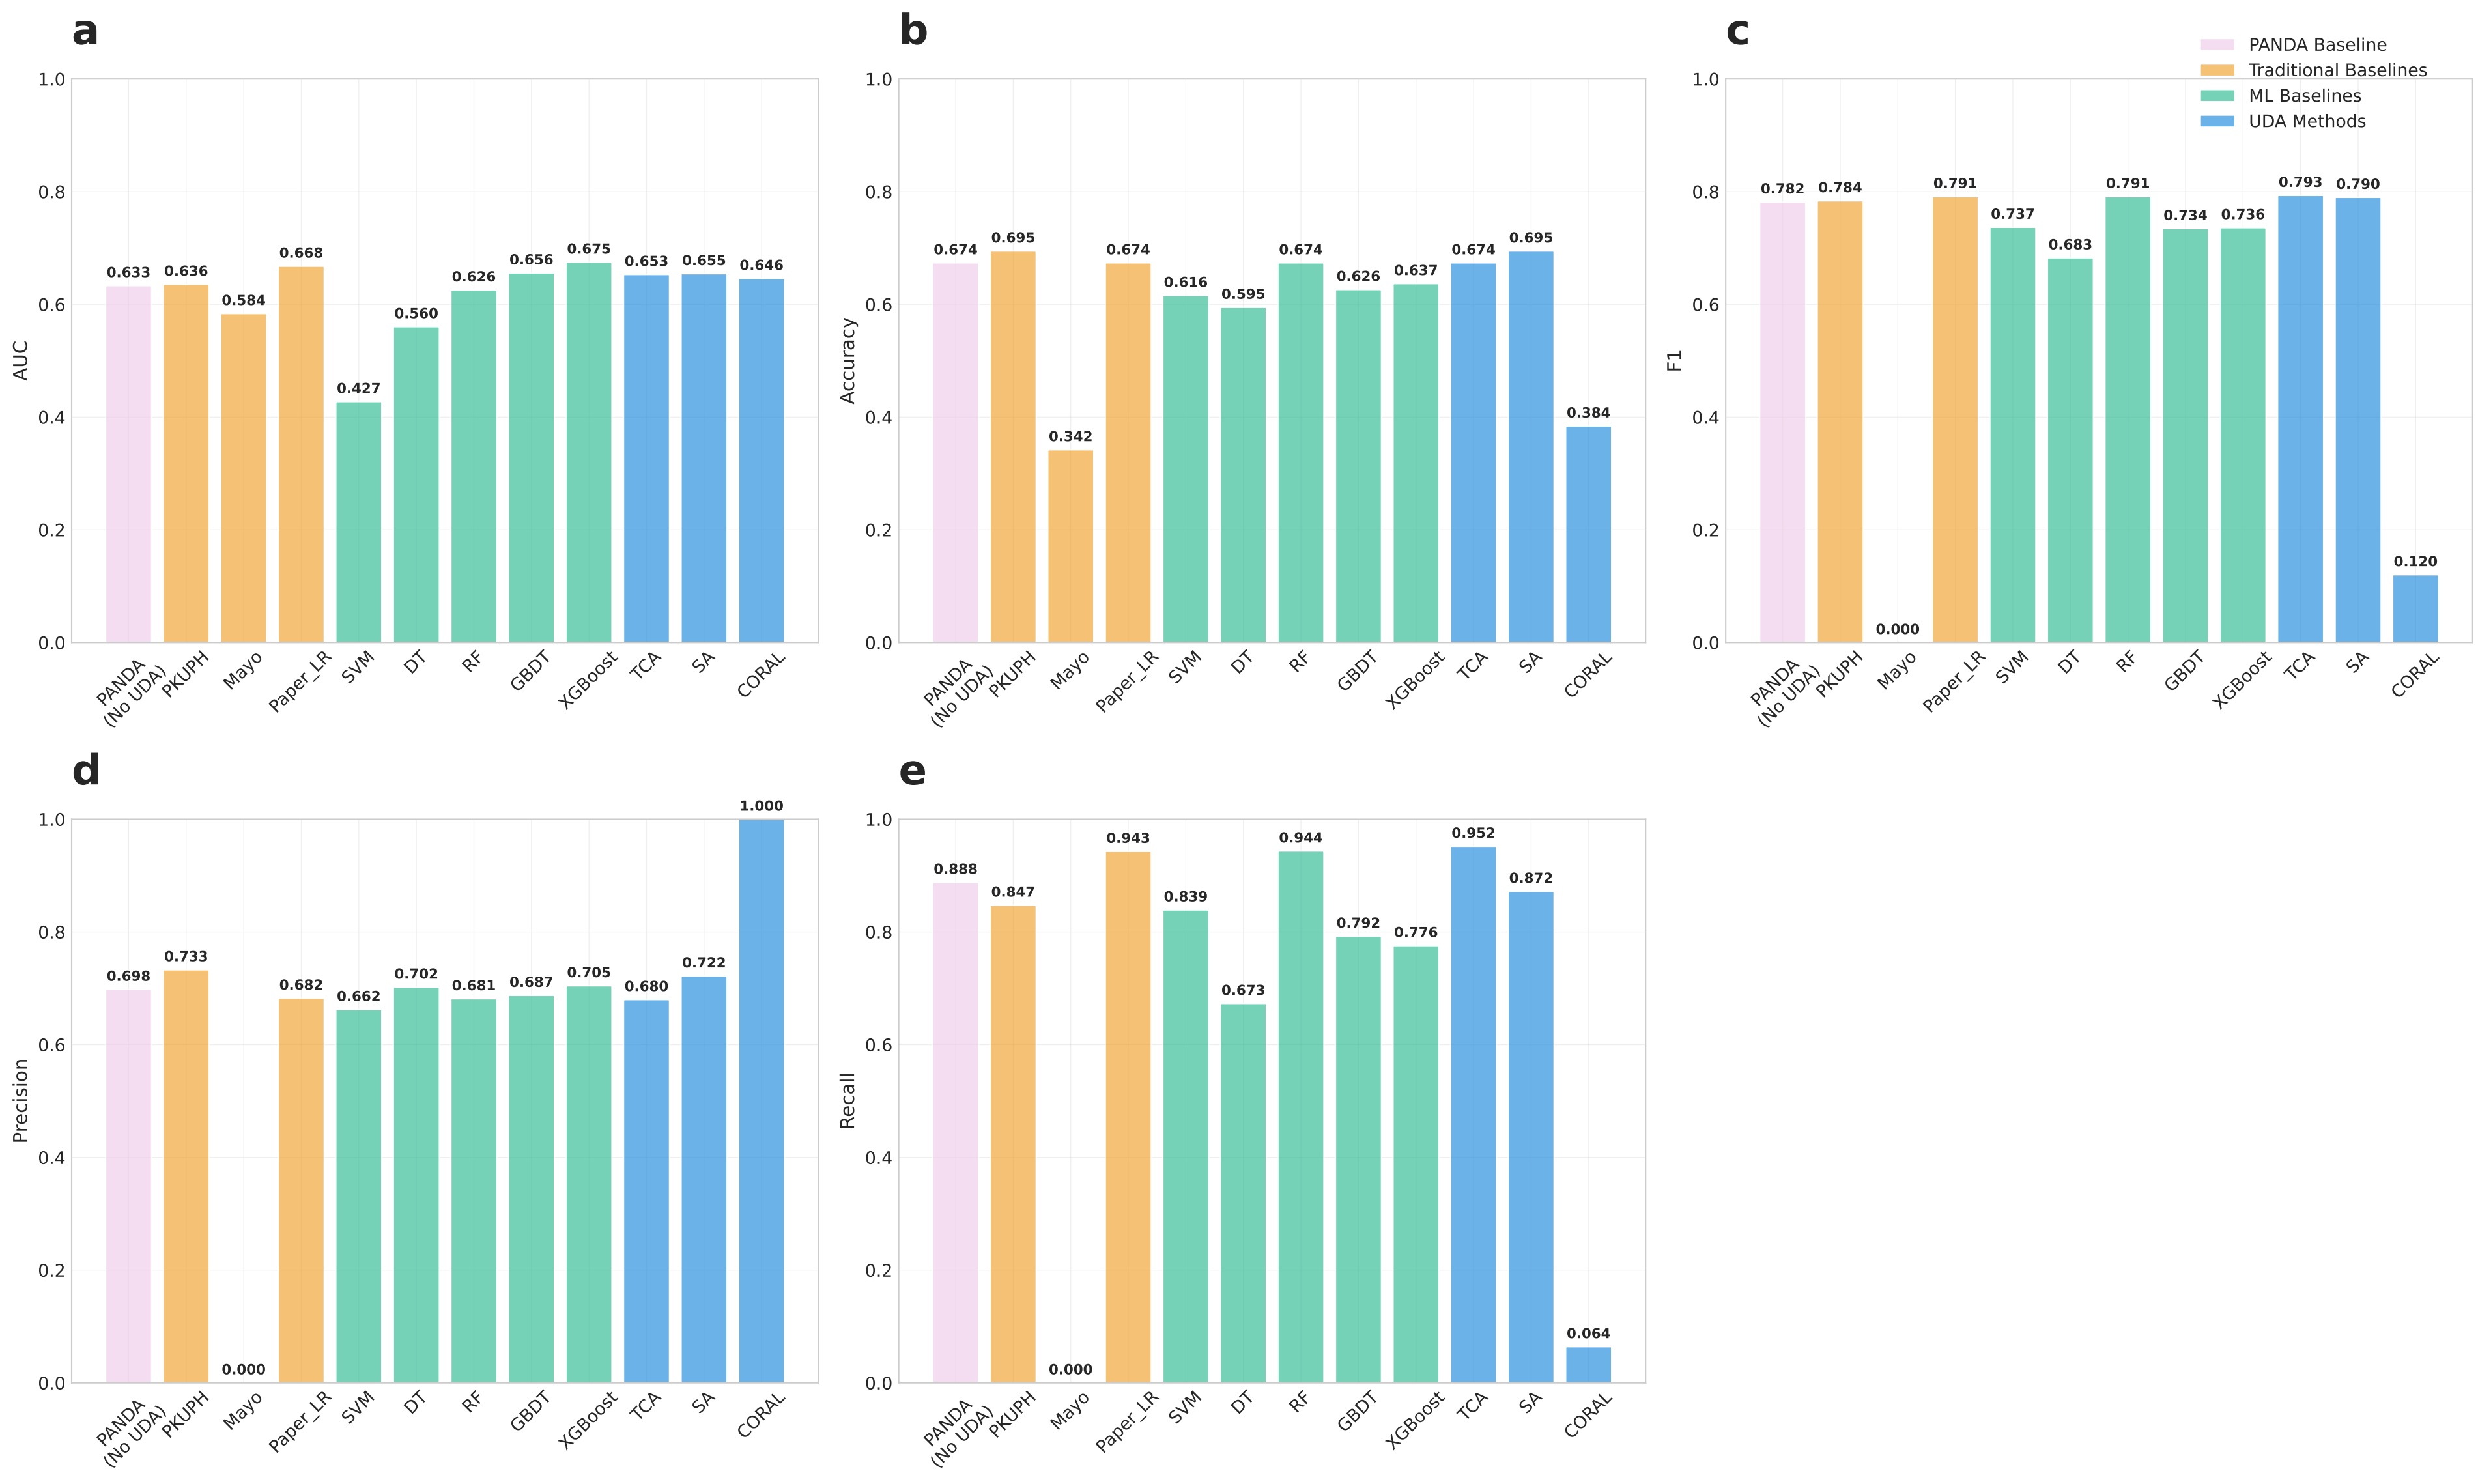 a
1.0
0.8
0.6
0.4
0.2
0.0
AUC
0.633
0.636
0.584
0.668
0.427
0.560
0.626
0.656
0.675
0.653
0.655
0.646
PANDA
(No UDA)
PKUPH
Mayo
Paper_LR
SVM
DT
RF
GBDT
XGBoost
TCA
SA
CORAL
b
1.0
0.8
0.6
0.4
0.2
0.0
Accuracy
0.674
0.695
0.342
0.674
0.616
0.595
0.674
0.626
0.637
0.674
0.695
0.384
PANDA
(No UDA)
PKUPH
Mayo
Paper_LR
SVM
DT
RF
GBDT
XGBoost
TCA
SA
CORAL
c
PANDA Baseline
Traditional Baselines
ML Baselines
UDA Methods
1.0
0.8
0.6
0.4
0.2
0.0
F1
0.782
0.784
0.000
0.791
0.737
0.683
0.791
0.734
0.736
0.793
0.790
0.120
PANDA
(No UDA)
PKUPH
Mayo
Paper_LR
SVM
DT
RF
GBDT
XGBoost
TCA
SA
CORAL
d
1.0
0.8
0.6
0.4
0.2
0.0
Precision
0.698
0.733
0.000
0.682
0.662
0.702
0.681
0.687
0.705
0.680
0.722
1.000
PANDA
(No UDA)
PKUPH
Mayo
Paper_LR
SVM
DT
RF
GBDT
XGBoost
TCA
SA
CORAL
e
1.0
0.8
0.6
0.4
0.2
0.0
Recall
0.888
0.847
0.000
0.943
0.839
0.673
0.944
0.792
0.776
0.952
0.872
0.064
PANDA
(No UDA)
PKUPH
Mayo
Paper_LR
SVM
DT
RF
GBDT
XGBoost
TCA
SA
CORAL